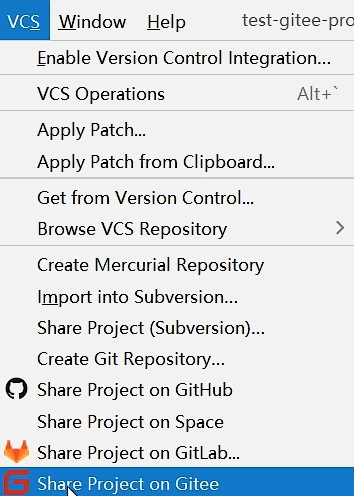 VCS Window Help test-gitee-pro
Enable Version Control Integration...
VCS Operations Alt+`
Apply Patch...
Apply Patch from Clipboard...
Get from Version Control...
Browse VCS Repository
Create Mercurial Repository
Import into Subversion...
Share Project (Subversion)...
Create Git Repository...
Share Project on GitHub
Share Project on Space
Share Project on GitLab...
Share Project on Gitee